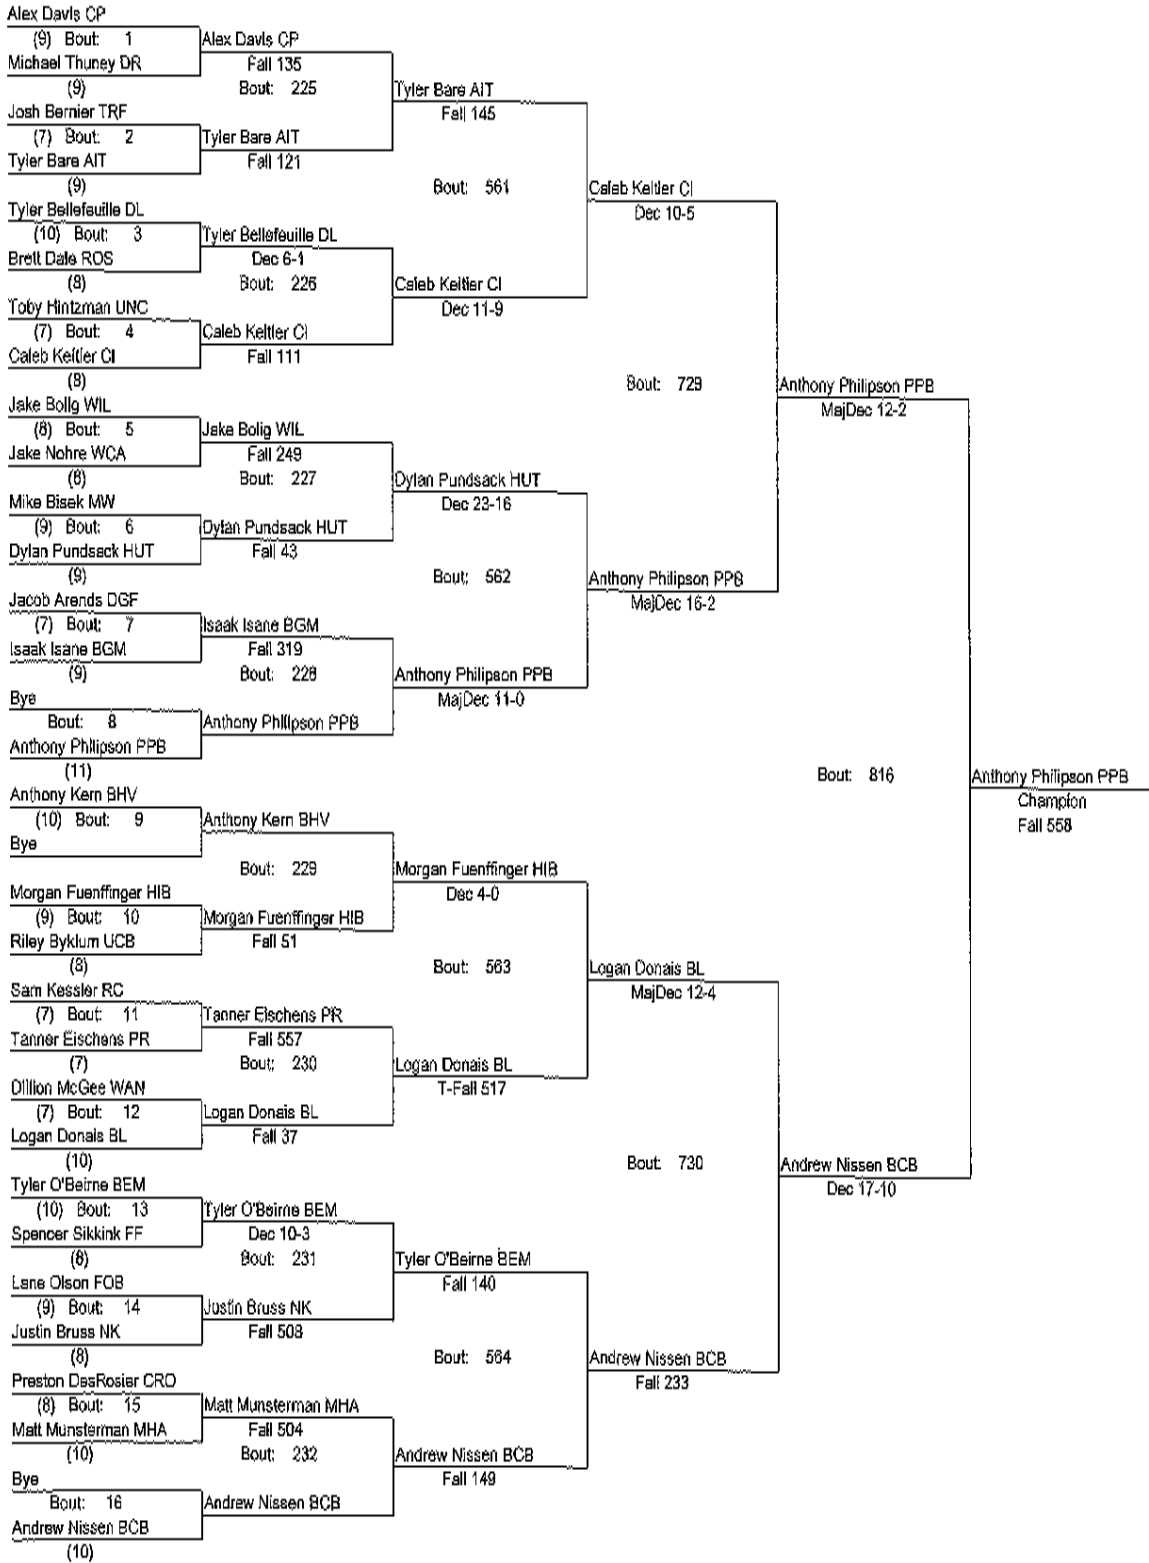 Alex Davis CP
(9) Bout: 1
Michael Thuney DR
(9)
Josh Bernier TRF
(7) Bout: 2
Tyler Bare AIT
(9)
Tyler Bellefeuille DL
(10) Bout: 3
Brett Dale ROS
(8)
Toby Hintzman UNC
(7) Bout: 4
Caleb Keitler CI
(8)
Jake Bolig WIL
(8) Bout: 5
Jake Nohre WCA
(6)
Mike Bisek MW
(9) Bout: 6
Dylan Pundsack HUT
(9)
Jacob Arends DGF
(7) Bout: 7
Isaak Isane BGM
(9)
Bye
Bout: 8
Anthony Philipson PPB
(11)
Anthony Kern BHV
(10) Bout: 9
Bye
Morgan Fuenffinger HIB
(9) Bout: 10
Riley Byklum UCB
(8)
Sam Kessler RC
(7) Bout: 11
Tanner Eischens PR
(7)
Dillion McGee WAN
(7) Bout: 12
Logan Donais BL
(10)
Tyler O'Beirne BEM
(10) Bout: 13
Spencer Sikkink FF
(8)
Lane Olson FOB
(9) Bout: 14
Justin Bruss NK
(8)
Preston DesRosier CRO
(8) Bout: 15
Matt Munsterman MHA
(10)
Bye
Bout: 16
Andrew Nissen BCB
(10)
Alex Davis CP
Fall 135
Bout: 225
Tyler Bare AIT
Fall 121
Tyler Bellefeuille DL
Dec 6-1
Bout: 226
Caleb Keitler CI
Fall 111
Jake Bolig WIL
Fall 249
Bout: 227
Dylan Pundsack HUT
Fall 43
Isaak Isane BGM
Fall 319
Bout: 228
Anthony Philipson PPB
Anthony Kern BHV
Bout: 229
Morgan Fuenffinger HIB
Fall 51
Tanner Eischens PR
Fall 557
Bout: 230
Logan Donais BL
Fall 37
Tyler O'Beirne BEM
Dec 10-3
Bout: 231
Justin Bruss NK
Fall 508
Matt Munsterman MHA
Fall 504
Bout: 232
Andrew Nissen BCB
Tyler Bare AIT
Fall 145
Bout: 561
Caleb Keitler CI
Dec 11-9
Dylan Pundsack HUT
Dec 23-16
Bout: 562
Anthony Philipson PPB
MajDec 11-0
Morgan Fuenffinger HIB
Dec 4-0
Bout: 563
Logan Donais BL
T-Fall 517
Tyler O'Beirne BEM
Fall 140
Bout: 564
Andrew Nissen BCB
Fall 149
Caleb Keitler CI
Dec 10-5
Bout: 729
Anthony Philipson PPB
MajDec 16-2
Logan Donais BL
MajDec 12-4
Bout: 730
Andrew Nissen BCB
Fall 233
Anthony Philipson PPB
MajDec 12-2
Bout: 816
Andrew Nissen BCB
Dec 17-10
Anthony Philipson PPB
Champion
Fall 558